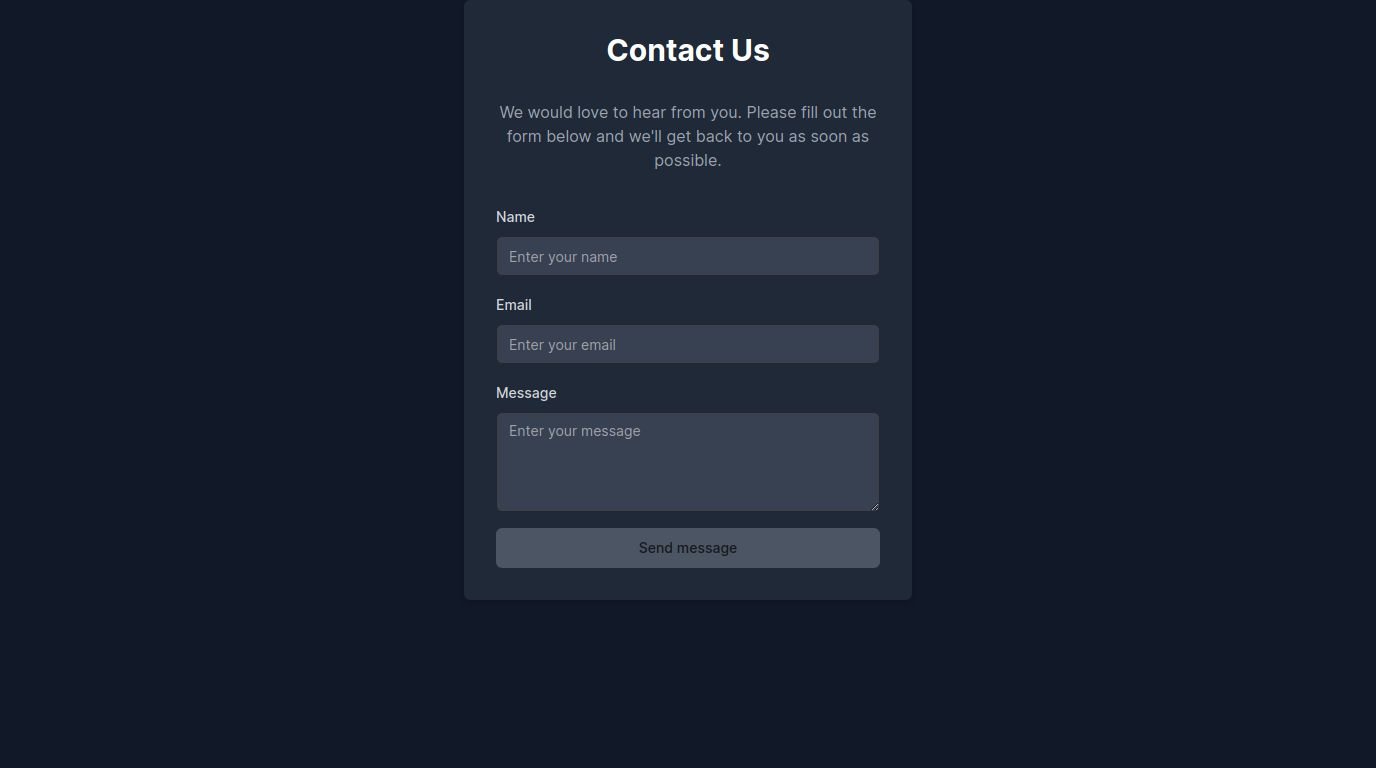 Contact Us
We would love to hear from you. Please fill out the
form below and we'll get back to you as soon as
possible.
Name
Enter your name
Email
Enter your email
Message
Enter your message
Send message